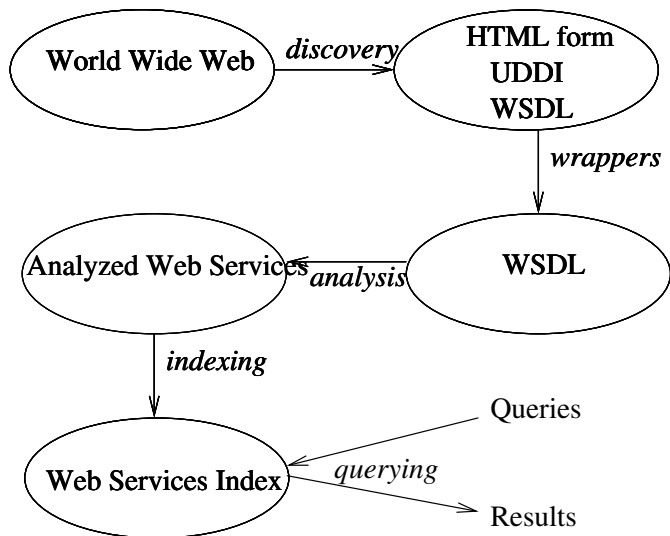 World Wide Web
discovery
HTML form
UDDI
WSDL
wrappers
WSDL
analysis
Analyzed Web Services
indexing
Web Services Index
querying
Queries
Results